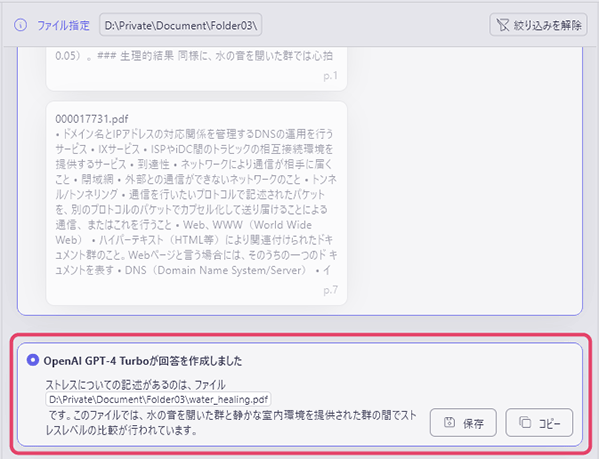 ファイル指定 D:\Private\Document\Folder03\ 絞り込みを解除
0.05）。### 生理的結果 同様に、水の音を聞いた群では心拍
p.1
000017731.pdf
• ドメイン名とIPアドレスの対応関係を管理するDNSの運用を行う
サービス • IXサービス • ISPやiDC間のトラヒックの相互接続環境を
提供するサービス • 到達性 • ネットワークにより通信が相手に届く
こと • 閉域網 • 外部との通信ができないネットワークのこと • トンネ
ル/トンネリング • 通信を行いたいプロトコルで記述されたパケット
を、別のプロトコルのパケットでカプセル化して送り届けることによる
通信、またはこれを行うこと • Web、WWW（World Wide
Web） • ハイパーテキスト（HTML等）により関連付けられたドキ
ュメント群のこと。Webページと言う場合には、そのうちの一つのドキ
ュメントを表す • DNS（Domain Name System/Server） • イ
p.7
OpenAI GPT-4 Turboが回答を作成しました
ストレスについての記述があるのは、ファイル
D:\Private\Document\Folder03\water_healing.pdf
です。このファイルでは、水の音を聞いた群と静かな室内環境を提供された群の間でスト
レスレベルの比較が行われています。
保存 コピー